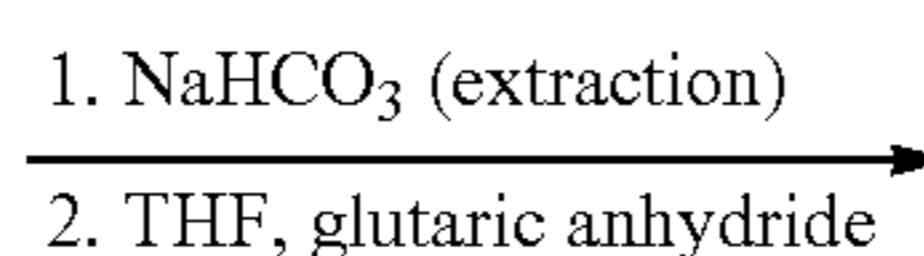 1. NaHCO₃ (extraction)
2. THF, glutaric anhydride